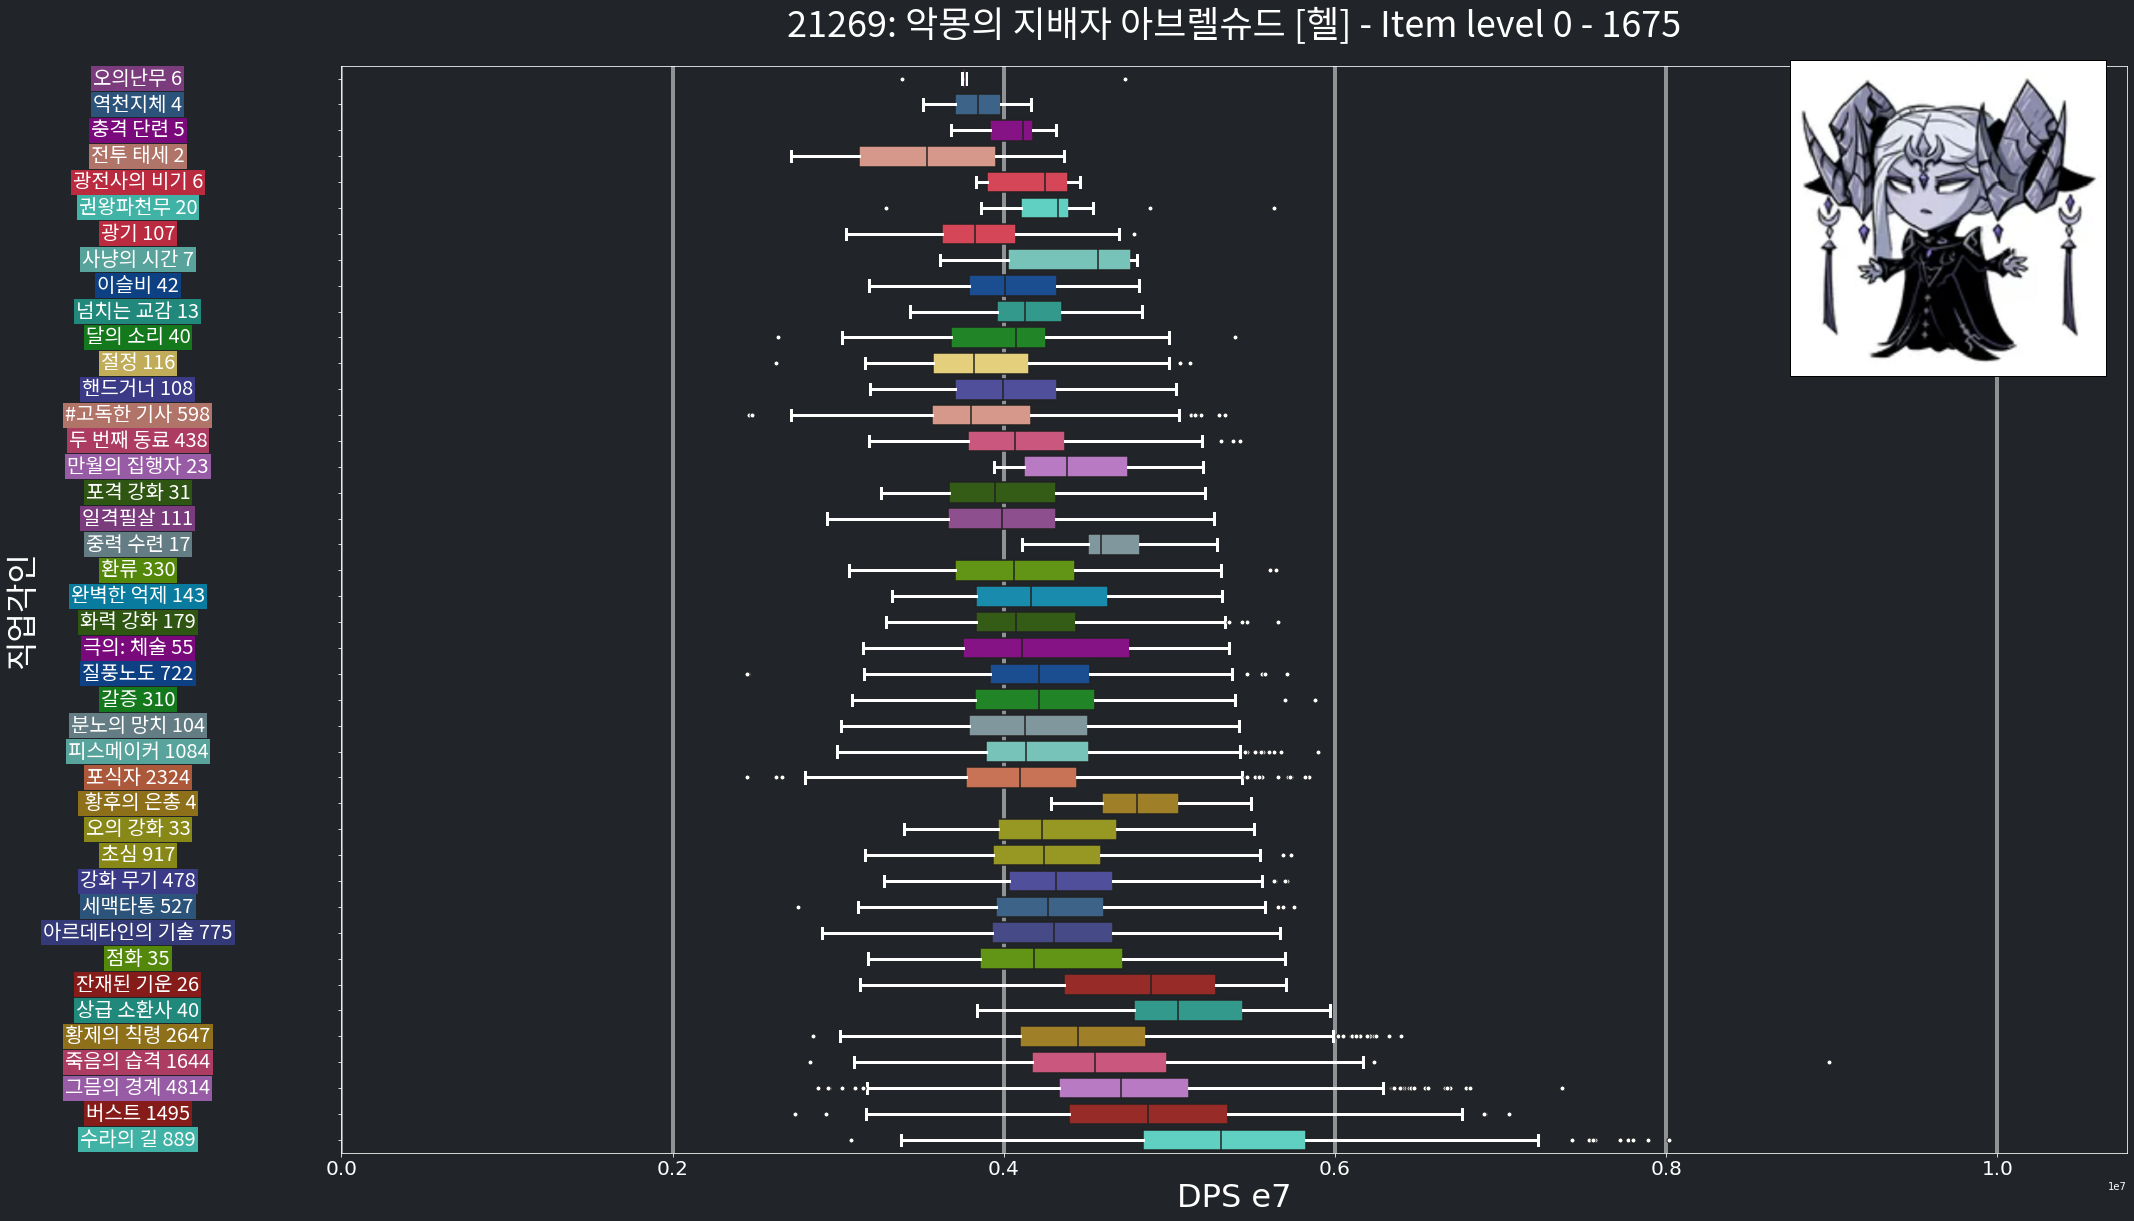 21269: 악몽의 지배자 아브렐슈드 [헬] - Item level 0 - 1675
직업각인
오의난무 6
역천지체 4
충격 단련 5
전투 태세 2
광전사의 비기 6
권왕파천무 20
광기 107
사냥의 시간 7
이슬비 42
넘치는 교감 13
달의 소리 40
절정 116
핸드거너 108
#고독한 기사 598
두 번째 동료 438
만월의 집행자 23
포격 강화 31
일격필살 111
중력 수련 17
환류 330
완벽한 억제 143
화력 강화 179
극의: 체술 55
질풍노도 722
갈증 310
분노의 망치 104
피스메이커 1084
포식자 2324
황후의 은총 4
오의 강화 33
초심 917
강화 무기 478
세맥타통 527
아르데타인의 기술 775
점화 35
잔재된 기운 26
상급 소환사 40
황제의 칙령 2647
죽음의 습격 1644
그믐의 경계 4814
버스트 1495
수라의 길 889
0.0 0.2 0.4 0.6 0.8 1.0
DPS e7
1e7